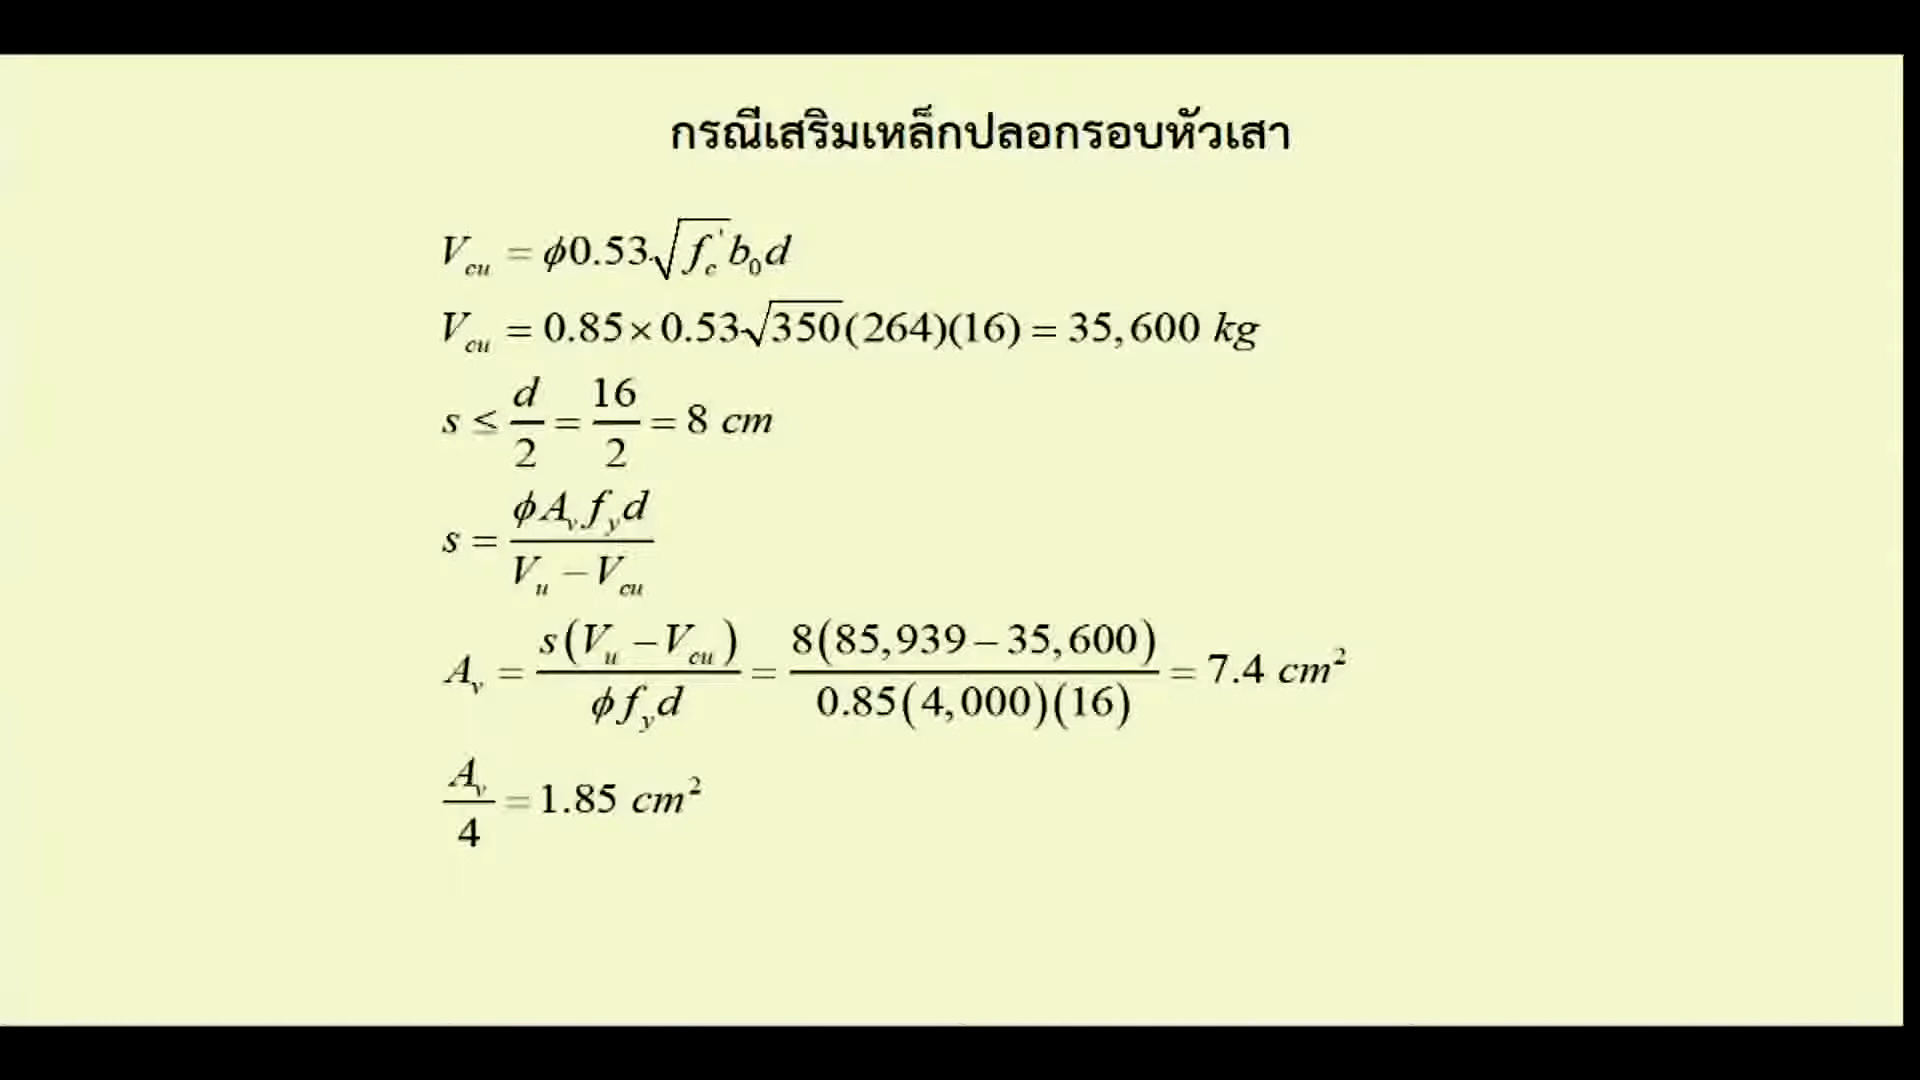 กรณีเสริมเหล็กปลอกรอบหัวเสา
V_cu = ϕ0.53√(f_c') b_0 d
V_cu = 0.85×0.53√350(264)(16) = 35,600 kg
s ≤ d/2 = 16/2 = 8 cm
s = ϕA_v f_y d / (V_u − V_cu)
A_v = s(V_u − V_cu) / (ϕ f_y d) = 8(85,939 − 35,600) / (0.85(4,000)(16)) = 7.4 cm²
A_v/4 = 1.85 cm²